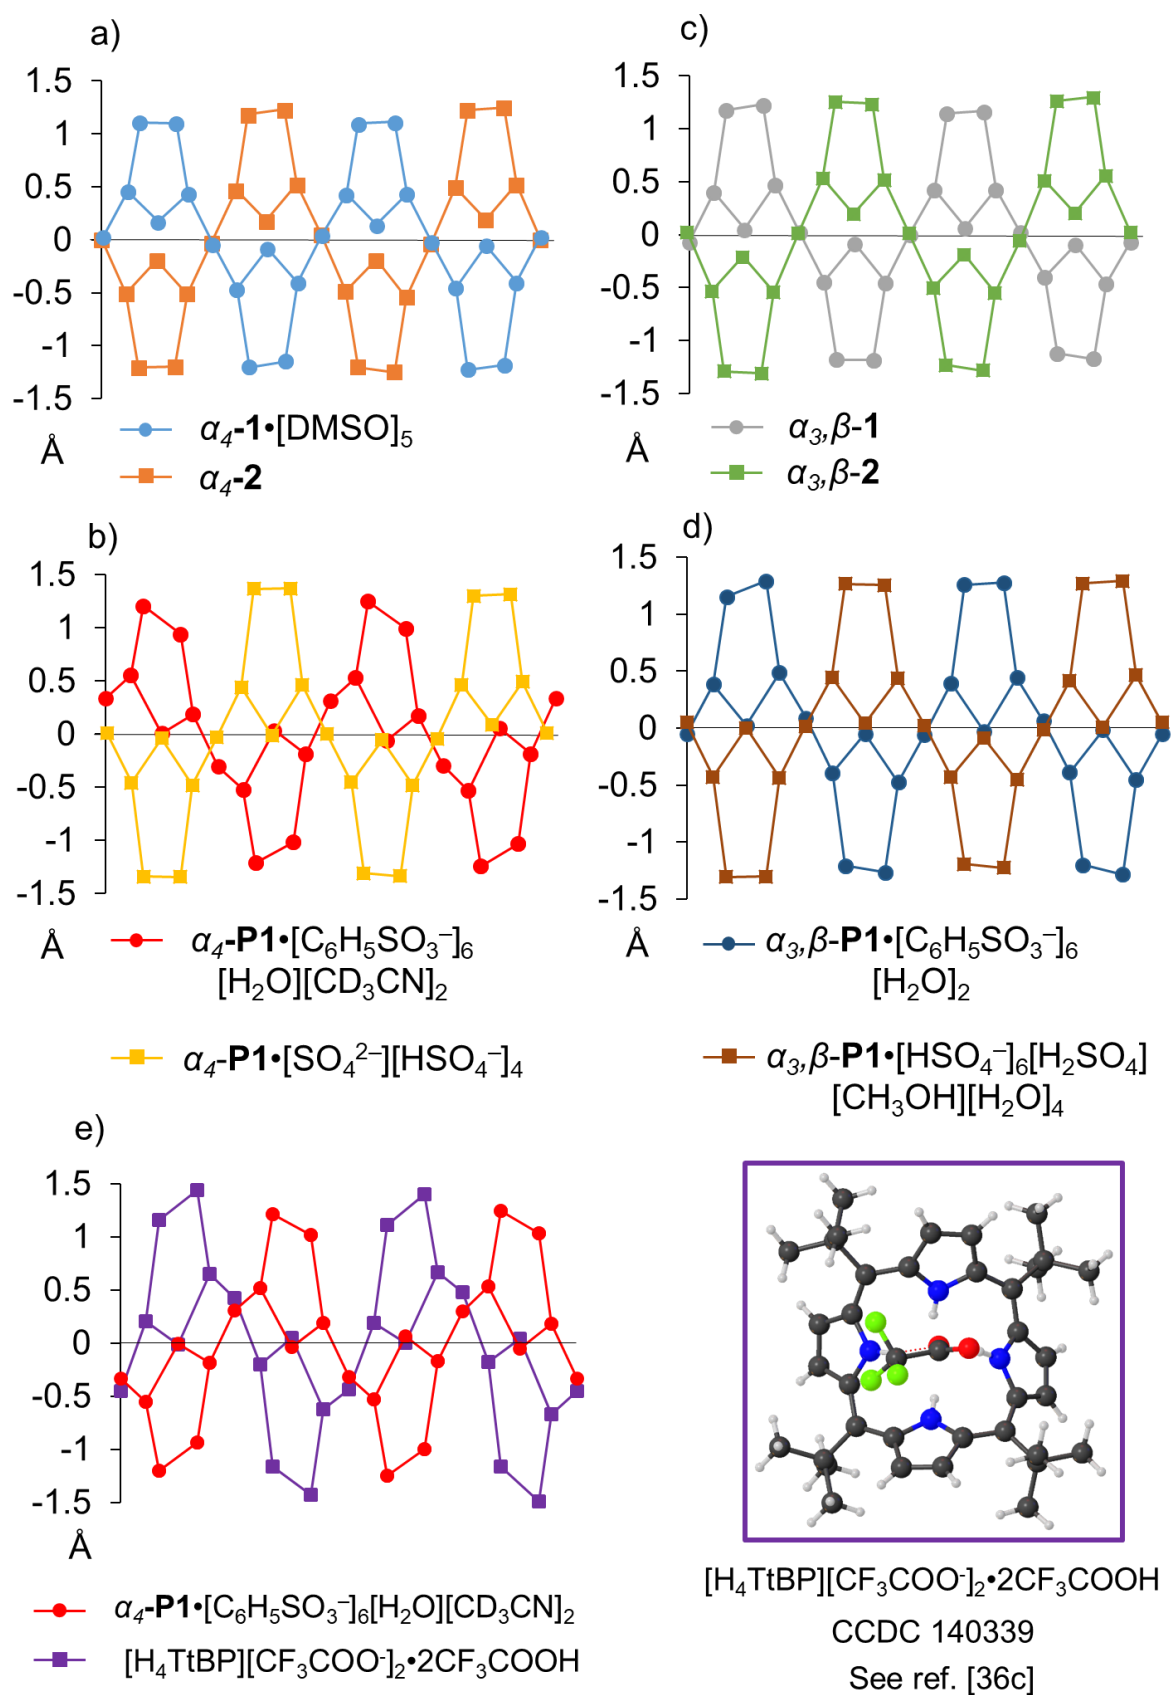 a)
1.5
1
0.5
0
-0.5
-1
-1.5
Å
α₄-1•[DMSO]₅
α₄-2
c)
1.5
1
0.5
0
-0.5
-1
-1.5
Å
α₃,β-1
α₃,β-2
b)
1.5
1
0.5
0
-0.5
-1
-1.5
Å
α₄-P1•[C₆H₅SO₃⁻]₆
[H₂O][CD₃CN]₂
α₄-P1•[SO₄²⁻][HSO₄⁻]₄
d)
1.5
1
0.5
0
-0.5
-1
-1.5
Å
α₃,β-P1•[C₆H₅SO₃⁻]₆
[H₂O]₂
α₃,β-P1•[HSO₄⁻]₆[H₂SO₄]
[CH₃OH][H₂O]₄
e)
1.5
1
0.5
0
-0.5
-1
-1.5
Å
α₄-P1•[C₆H₅SO₃⁻]₆[H₂O][CD₃CN]₂
[H₄TtBP][CF₃COO⁻]₂•2CF₃COOH
[H₄TtBP][CF₃COO⁻]₂•2CF₃COOH
CCDC 140339
See ref. [36c]